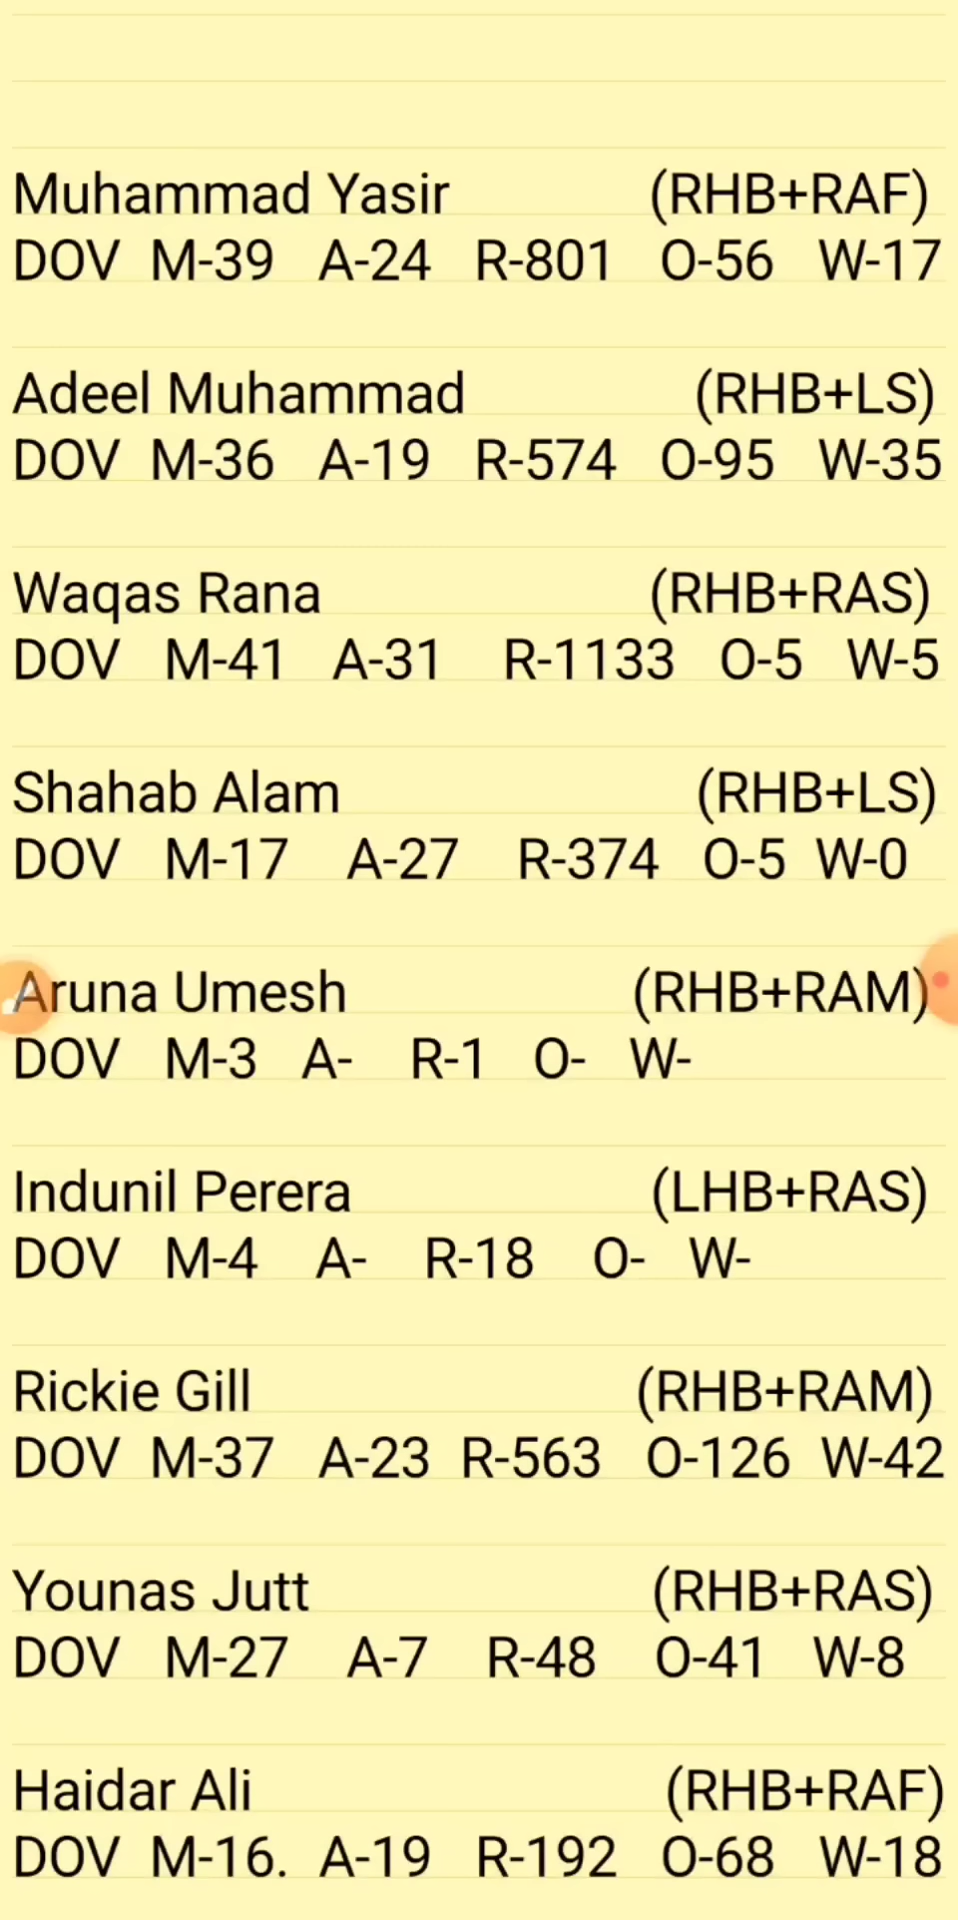 Muhammad Yasir (RHB+RAF)
DOV M-39 A-24 R-801 O-56 W-17
Adeel Muhammad (RHB+LS)
DOV M-36 A-19 R-574 O-95 W-35
Waqas Rana (RHB+RAS)
DOV M-41 A-31 R-1133 O-5 W-5
Shahab Alam (RHB+LS)
DOV M-17 A-27 R-374 O-5 W-0
Aruna Umesh (RHB+RAM)
DOV M-3 A- R-1 O- W-
Indunil Perera (LHB+RAS)
DOV M-4 A- R-18 O- W-
Rickie Gill (RHB+RAM)
DOV M-37 A-23 R-563 O-126 W-42
Younas Jutt (RHB+RAS)
DOV M-27 A-7 R-48 O-41 W-8
Haidar Ali (RHB+RAF)
DOV M-16. A-19 R-192 O-68 W-18